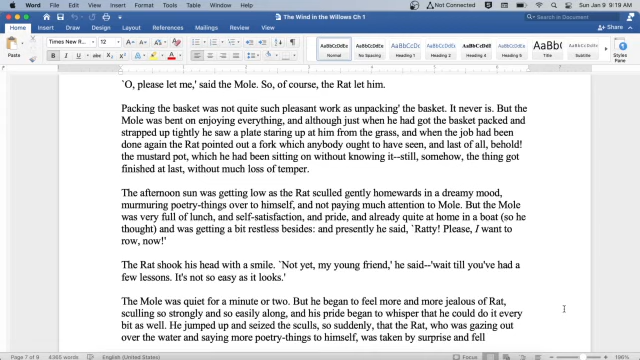 Word File Edit View Insert Format Tools Table Window Help Not Connected Sun Jan 9 9:19 AM
The Wind in the Willows Ch 1 Search in Document
Home Insert Draw Design Layout References Mailings Review View Share
Paste Times New R... 12
Normal No Spacing Heading 1 Heading 4 Heading 9 Title Subtitle Styles Pane
`O, please let me,' said the Mole. So, of course, the Rat let him.
Packing the basket was not quite such pleasant work as unpacking' the basket. It never is. But the
Mole was bent on enjoying everything, and although just when he had got the basket packed and
strapped up tightly he saw a plate staring up at him from the grass, and when the job had been
done again the Rat pointed out a fork which anybody ought to have seen, and last of all, behold!
the mustard pot, which he had been sitting on without knowing it--still, somehow, the thing got
finished at last, without much loss of temper.
The afternoon sun was getting low as the Rat sculled gently homewards in a dreamy mood,
murmuring poetry-things over to himself, and not paying much attention to Mole. But the Mole
was very full of lunch, and self-satisfaction, and pride, and already quite at home in a boat (so he
thought) and was getting a bit restless besides: and presently he said, `Ratty! Please, I want to
row, now!'
The Rat shook his head with a smile. `Not yet, my young friend,' he said--'wait till you've had a
few lessons. It's not so easy as it looks.'
The Mole was quiet for a minute or two. But he began to feel more and more jealous of Rat,
sculling so strongly and so easily along, and his pride began to whisper that he could do it every
bit as well. He jumped up and seized the sculls, so suddenly, that the Rat, who was gazing out
over the water and saying more poetry-things to himself, was taken by surprise and fell
Page 7 of 9 4365 words English (United States) Focus 196%